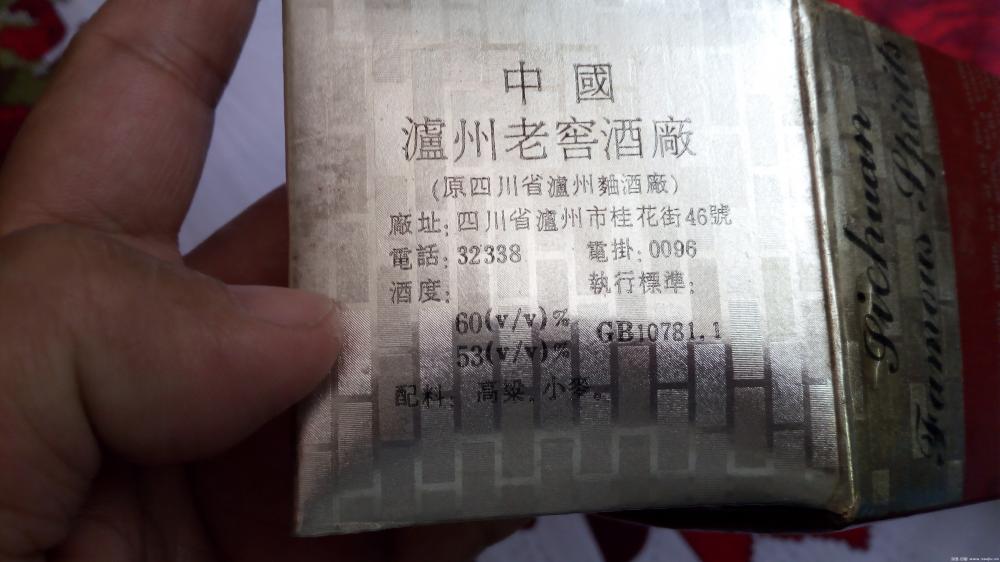 中國
瀘州老窖酒廠
(原四川省瀘州麯酒廠)
廠址:四川省瀘州市桂花街46號
電話:32338 電掛:0096
酒度: 執行標準:
60(v/v)% GB10781.1
53(v/v)%
配料: 高粱。小麥。
Sichuan
Famous Spirits